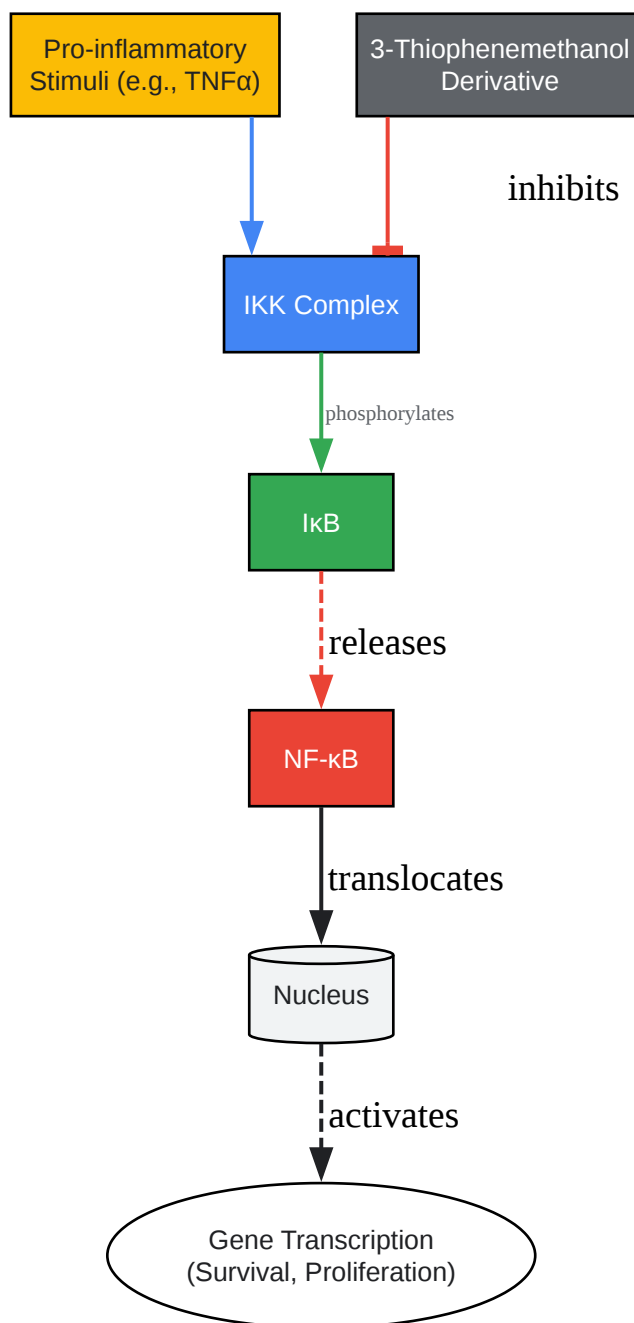 Pro-inflammatory
Stimuli (e.g., TNFα)
3-Thiophenemethanol
Derivative
inhibits
IKK Complex
phosphorylates
IκB
releases
NF-κB
translocates
Nucleus
activates
Gene Transcription
(Survival, Proliferation)